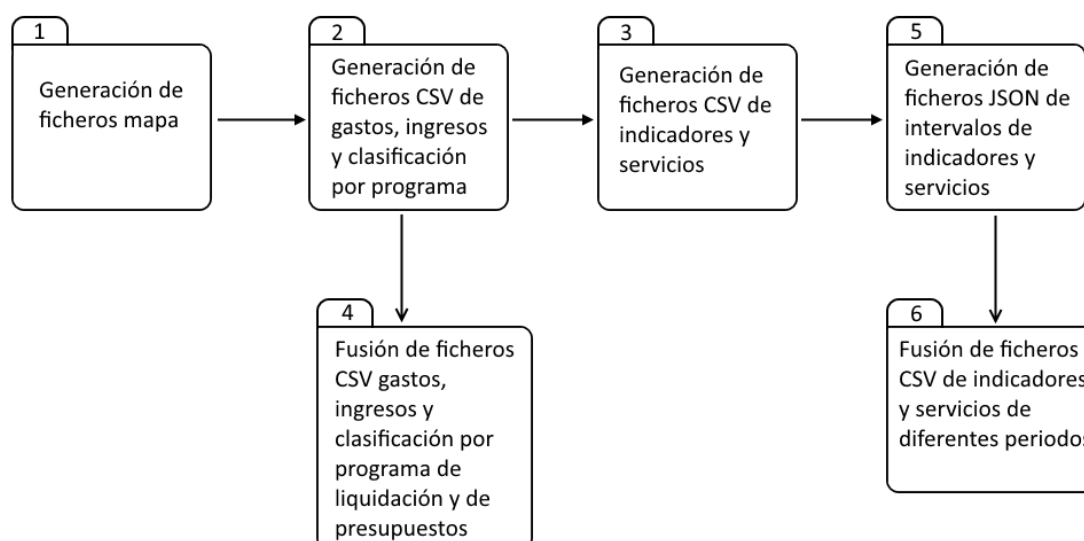 1
Generación de
ficheros mapa
2
Generación de
ficheros CSV de
gastos, ingresos
y clasificación
por programa
3
Generación de
ficheros CSV de
indicadores y
servicios
5
Generación de
ficheros JSON de
intervalos de
indicadores y
servicios
4
Fusión de ficheros
CSV gastos,
ingresos y
clasificación por
programa de
liquidación y de
presupuestos
6
Fusión de ficheros
CSV de indicadores
y servicios de
diferentes periodos